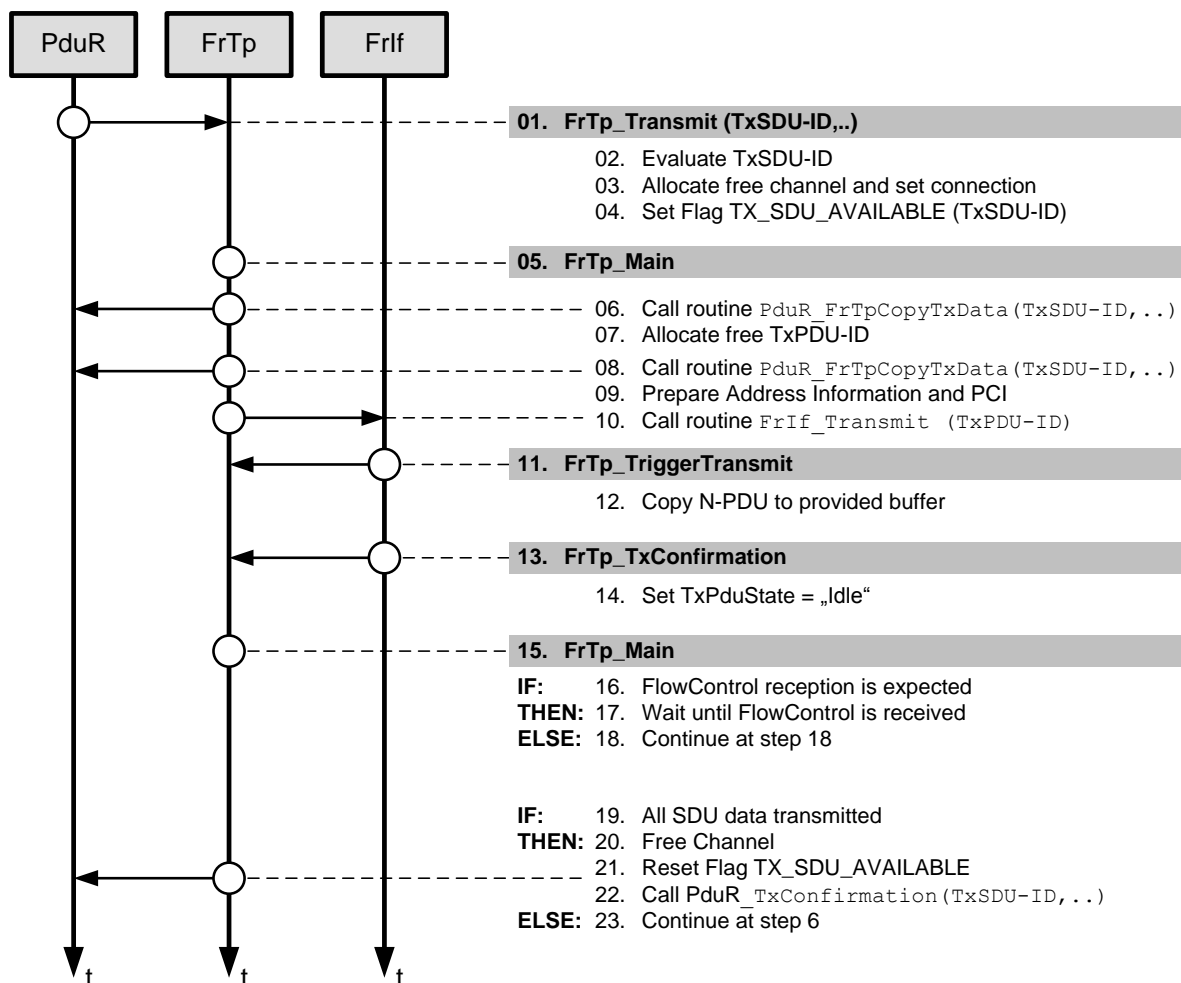 PduR FrTp FrIf
01. FrTp_Transmit (TxSDU-ID,..)
02. Evaluate TxSDU-ID
03. Allocate free channel and set connection
04. Set Flag TX_SDU_AVAILABLE (TxSDU-ID)
05. FrTp_Main
06. Call routine PduR_FrTpCopyTxData(TxSDU-ID,..)
07. Allocate free TxPDU-ID
08. Call routine PduR_FrTpCopyTxData(TxSDU-ID,..)
09. Prepare Address Information and PCI
10. Call routine FrIf_Transmit (TxPDU-ID)
11. FrTp_TriggerTransmit
12. Copy N-PDU to provided buffer
13. FrTp_TxConfirmation
14. Set TxPduState = „Idle“
15. FrTp_Main
IF: 16. FlowControl reception is expected
THEN: 17. Wait until FlowControl is received
ELSE: 18. Continue at step 18
IF: 19. All SDU data transmitted
THEN: 20. Free Channel
21. Reset Flag TX_SDU_AVAILABLE
22. Call PduR_TxConfirmation(TxSDU-ID,..)
ELSE: 23. Continue at step 6
t t t